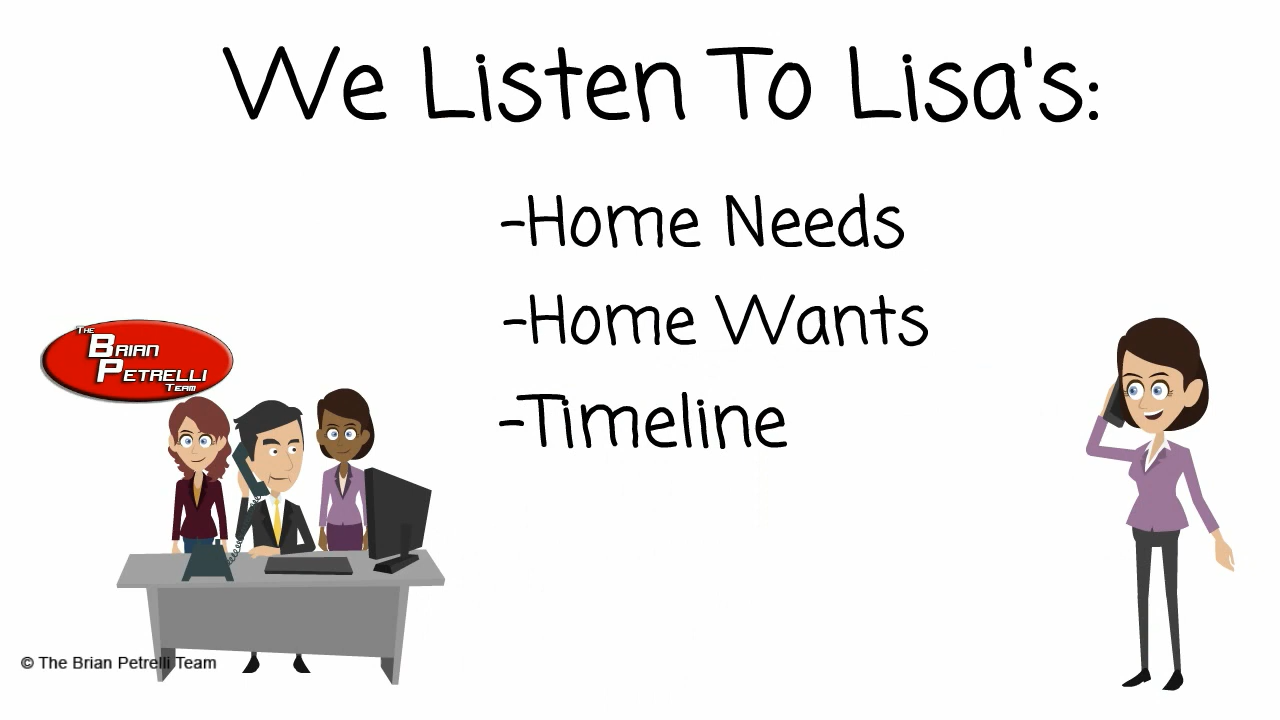 We Listen To Lisa's:
-Home Needs
-Home Wants
-Timeline
THE
BRIAN
PETRELLI
TEAM
© The Brian Petrelli Team